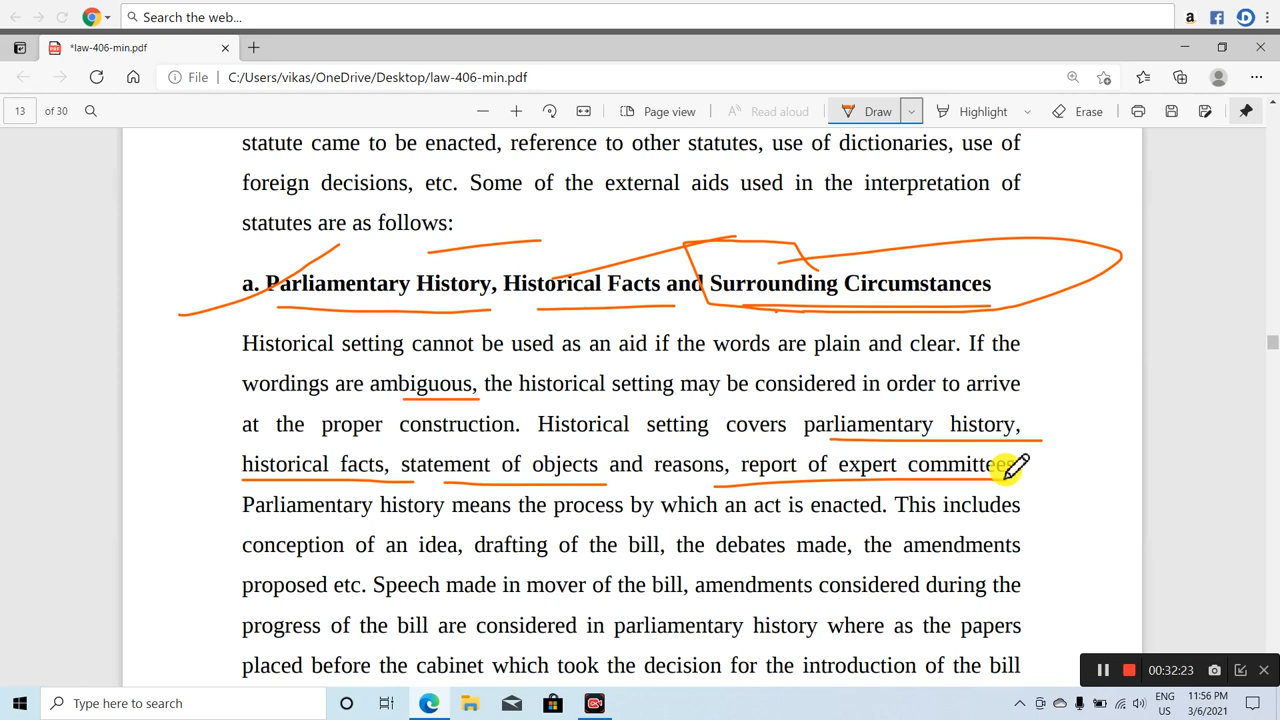 Search the web...
*law-406-min.pdf
File C:/Users/vikas/OneDrive/Desktop/law-406-min.pdf
13 of 30 Page view Read aloud Draw Highlight Erase
statute came to be enacted, reference to other statutes, use of dictionaries, use of
foreign decisions, etc. Some of the external aids used in the interpretation of
statutes are as follows:
a. Parliamentary History, Historical Facts and Surrounding Circumstances
Historical setting cannot be used as an aid if the words are plain and clear. If the
wordings are ambiguous, the historical setting may be considered in order to arrive
at the proper construction. Historical setting covers parliamentary history,
historical facts, statement of objects and reasons, report of expert committees.
Parliamentary history means the process by which an act is enacted. This includes
conception of an idea, drafting of the bill, the debates made, the amendments
proposed etc. Speech made in mover of the bill, amendments considered during the
progress of the bill are considered in parliamentary history where as the papers
placed before the cabinet which took the decision for the introduction of the bill
00:32:23
Type here to search
ENG 11:56 PM
US 3/6/2021